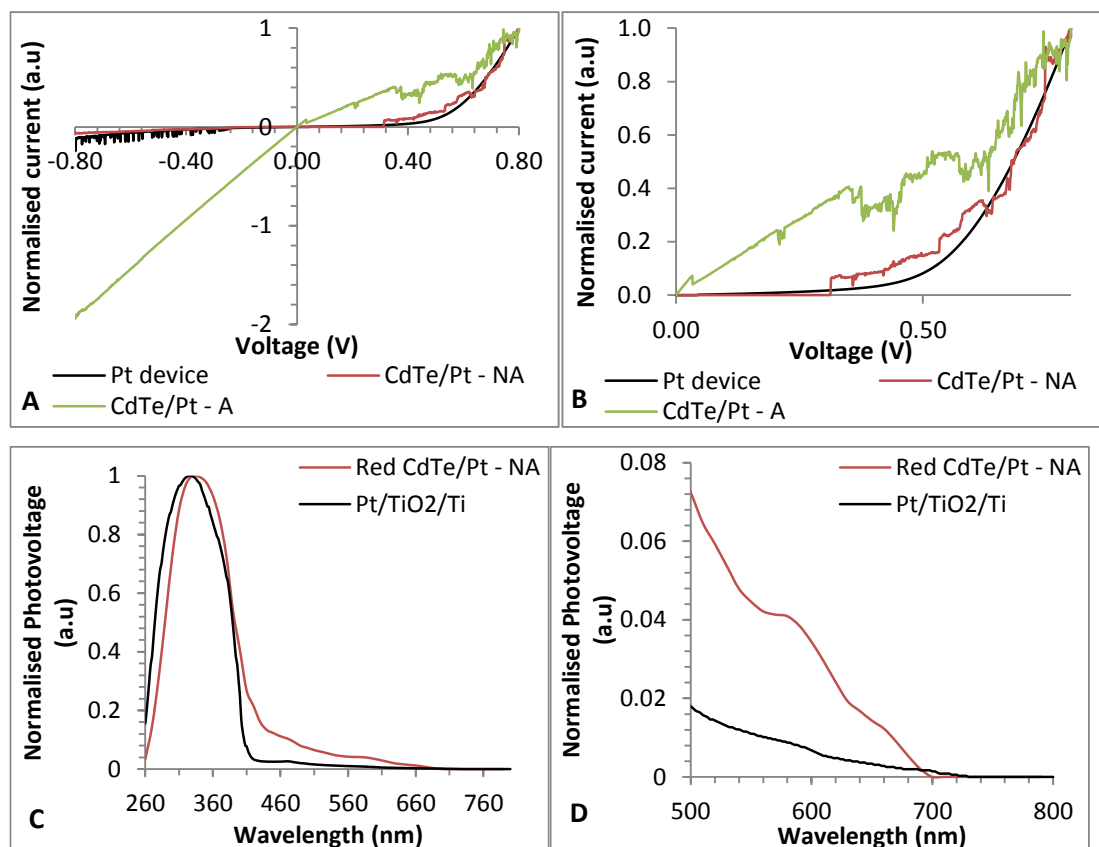 Normalised current (a.u)
1
0
-1
-2
-0.80
-0.40
0.00
0.40
0.80
Voltage (V)
Pt device
CdTe/Pt - NA
CdTe/Pt - A
A
Normalised current (a.u)
1.0
0.8
0.6
0.4
0.2
0.0
0.00
0.50
Voltage (V)
Pt device
CdTe/Pt - NA
CdTe/Pt - A
B
Red CdTe/Pt - NA
Pt/TiO2/Ti
Normalised Photovoltage
(a.u)
1
0.8
0.6
0.4
0.2
0
260
360
460
560
660
760
Wavelength (nm)
C
Red CdTe/Pt - NA
Pt/TiO2/Ti
Normalised Photovoltage
(a.u)
0.08
0.06
0.04
0.02
0
500
600
700
800
Wavelength (nm)
D